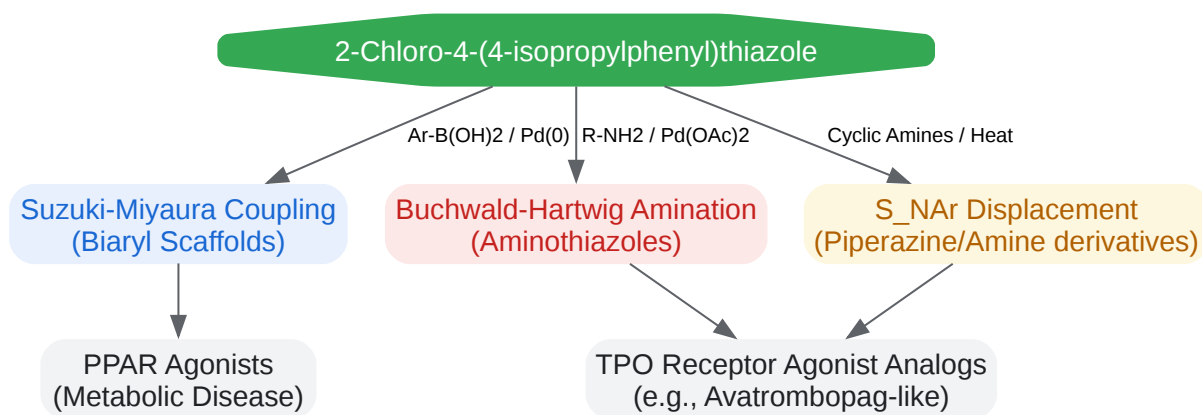 2-Chloro-4-(4-isopropylphenyl)thiazole
Ar-B(OH)2 / Pd(0)
R-NH2 / Pd(OAc)2
Cyclic Amines / Heat
Suzuki-Miyaura Coupling
(Biaryl Scaffolds)
Buchwald-Hartwig Amination
(Aminothiazoles)
S_NAr Displacement
(Piperazine/Amine derivatives)
PPAR Agonists
(Metabolic Disease)
TPO Receptor Agonist Analogs
(e.g., Avatrombopag-like)